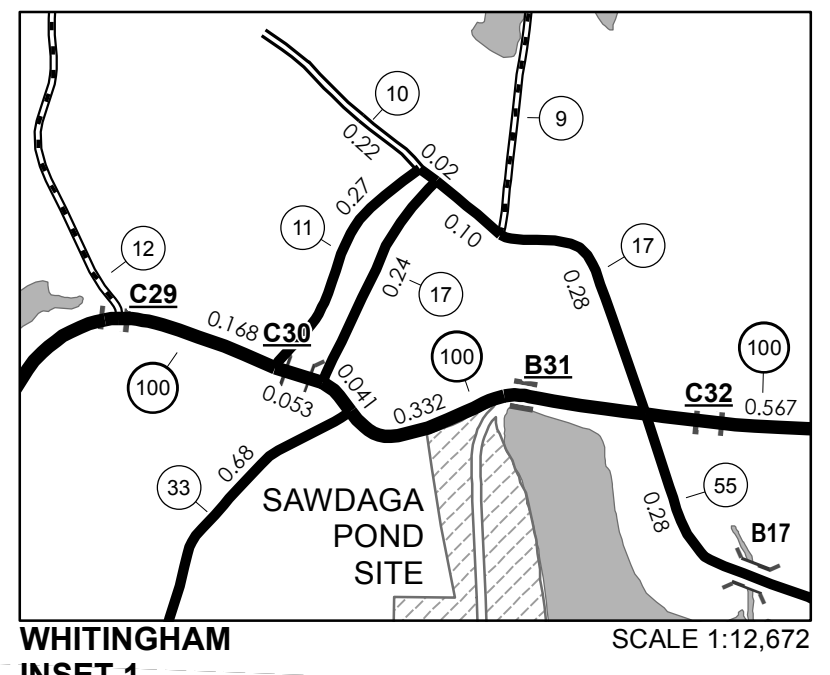 10
9
0.22
0.02
0.27
11
0.10
12
17
0.24
17
0.28
C29
0.168
C30
100
0.053
0.041
100
0.332
B31
100
C32
0.567
33
0.68
SAWDAGA
POND
SITE
55
0.28
B17
WHITINGHAM
SCALE 1:12,672
INSET 1